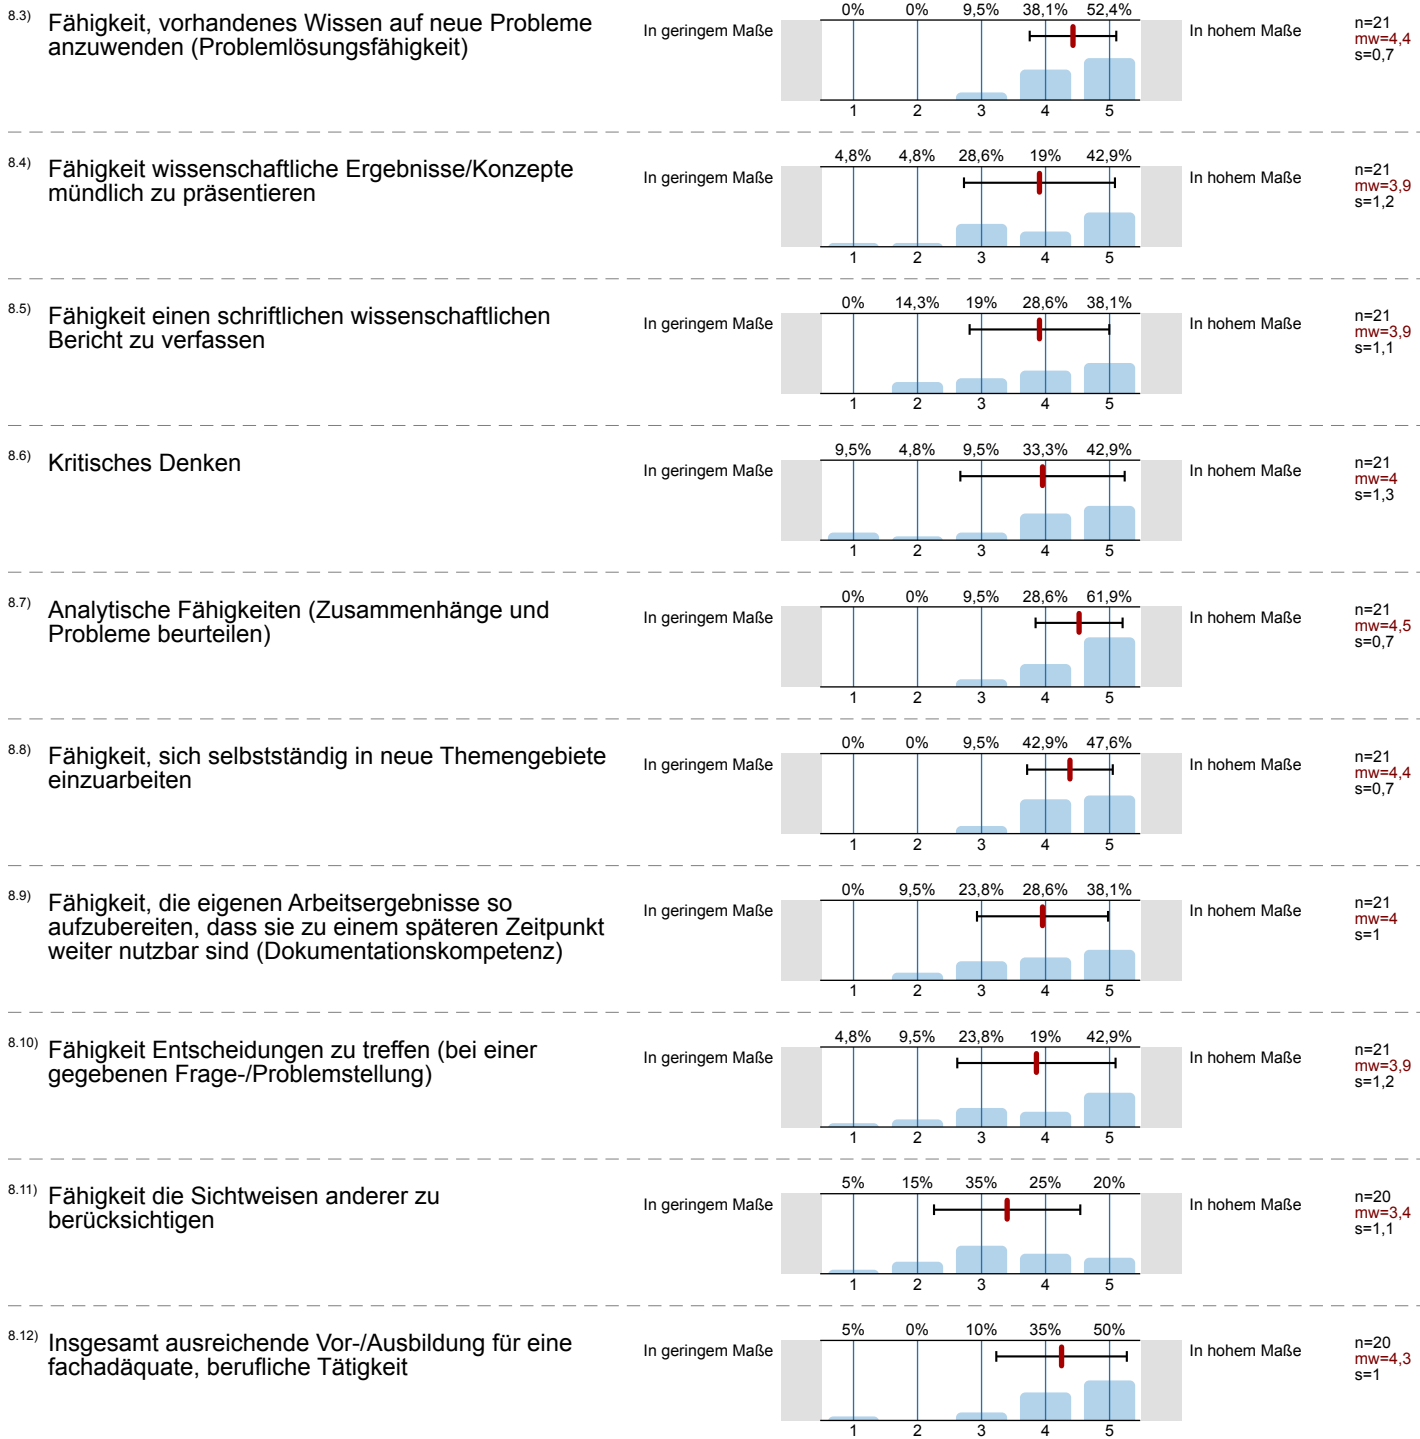 8.3) Fähigkeit, vorhandenes Wissen auf neue Probleme
anzuwenden (Problemlösungsfähigkeit)
In geringem Maße
0% 0% 9,5% 38,1% 52,4%
1 2 3 4 5
In hohem Maße
n=21
mw=4,4
s=0,7
8.4) Fähigkeit wissenschaftliche Ergebnisse/Konzepte
mündlich zu präsentieren
In geringem Maße
4,8% 4,8% 28,6% 19% 42,9%
1 2 3 4 5
In hohem Maße
n=21
mw=3,9
s=1,2
8.5) Fähigkeit einen schriftlichen wissenschaftlichen
Bericht zu verfassen
In geringem Maße
0% 14,3% 19% 28,6% 38,1%
1 2 3 4 5
In hohem Maße
n=21
mw=3,9
s=1,1
8.6) Kritisches Denken
In geringem Maße
9,5% 4,8% 9,5% 33,3% 42,9%
1 2 3 4 5
In hohem Maße
n=21
mw=4
s=1,3
8.7) Analytische Fähigkeiten (Zusammenhänge und
Probleme beurteilen)
In geringem Maße
0% 0% 9,5% 28,6% 61,9%
1 2 3 4 5
In hohem Maße
n=21
mw=4,5
s=0,7
8.8) Fähigkeit, sich selbstständig in neue Themengebiete
einzuarbeiten
In geringem Maße
0% 0% 9,5% 42,9% 47,6%
1 2 3 4 5
In hohem Maße
n=21
mw=4,4
s=0,7
8.9) Fähigkeit, die eigenen Arbeitsergebnisse so
aufzubereiten, dass sie zu einem späteren Zeitpunkt
weiter nutzbar sind (Dokumentationskompetenz)
In geringem Maße
0% 9,5% 23,8% 28,6% 38,1%
1 2 3 4 5
In hohem Maße
n=21
mw=4
s=1
8.10) Fähigkeit Entscheidungen zu treffen (bei einer
gegebenen Frage-/Problemstellung)
In geringem Maße
4,8% 9,5% 23,8% 19% 42,9%
1 2 3 4 5
In hohem Maße
n=21
mw=3,9
s=1,2
8.11) Fähigkeit die Sichtweisen anderer zu
berücksichtigen
In geringem Maße
5% 15% 35% 25% 20%
1 2 3 4 5
In hohem Maße
n=20
mw=3,4
s=1,1
8.12) Insgesamt ausreichende Vor-/Ausbildung für eine
fachadäquate, berufliche Tätigkeit
In geringem Maße
5% 0% 10% 35% 50%
1 2 3 4 5
In hohem Maße
n=20
mw=4,3
s=1